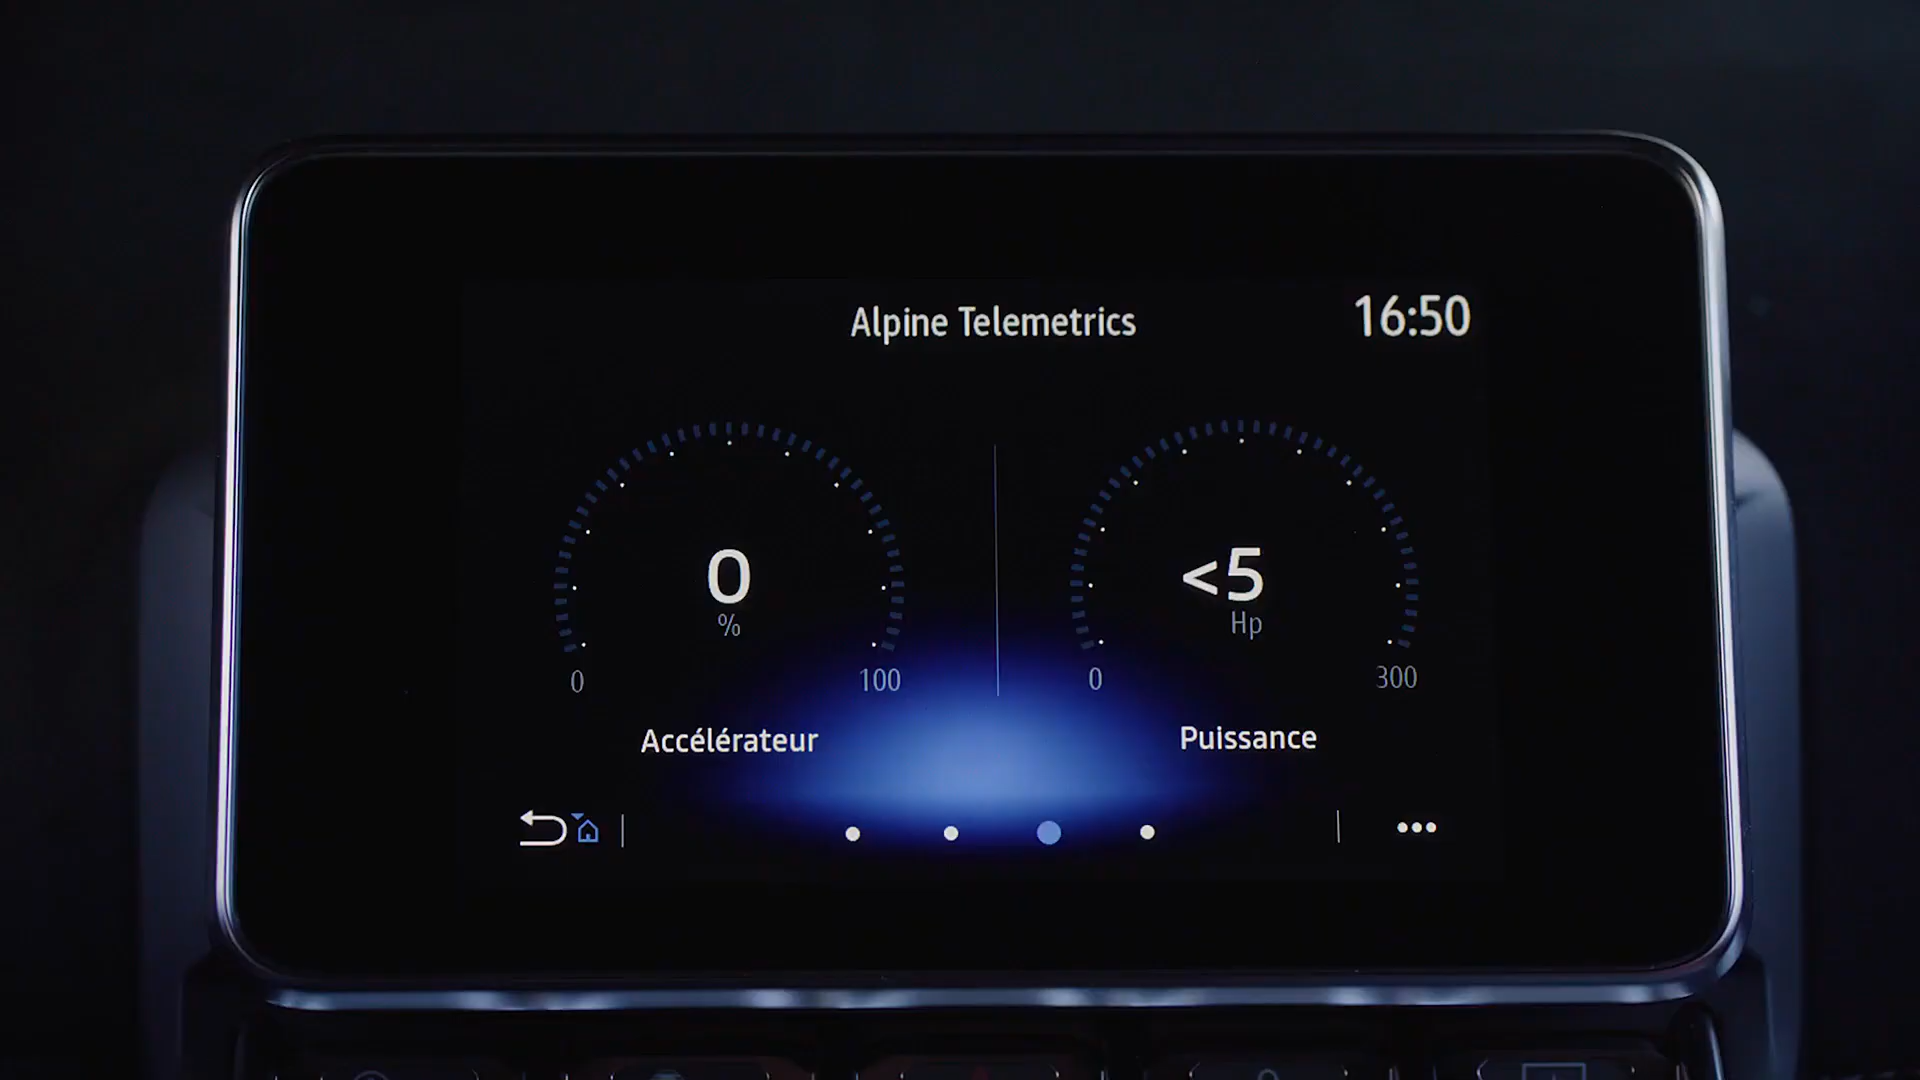 Alpine Telemetrics
16:50
0
%
0
100
Accélérateur
<5
Hp
0
300
Puissance